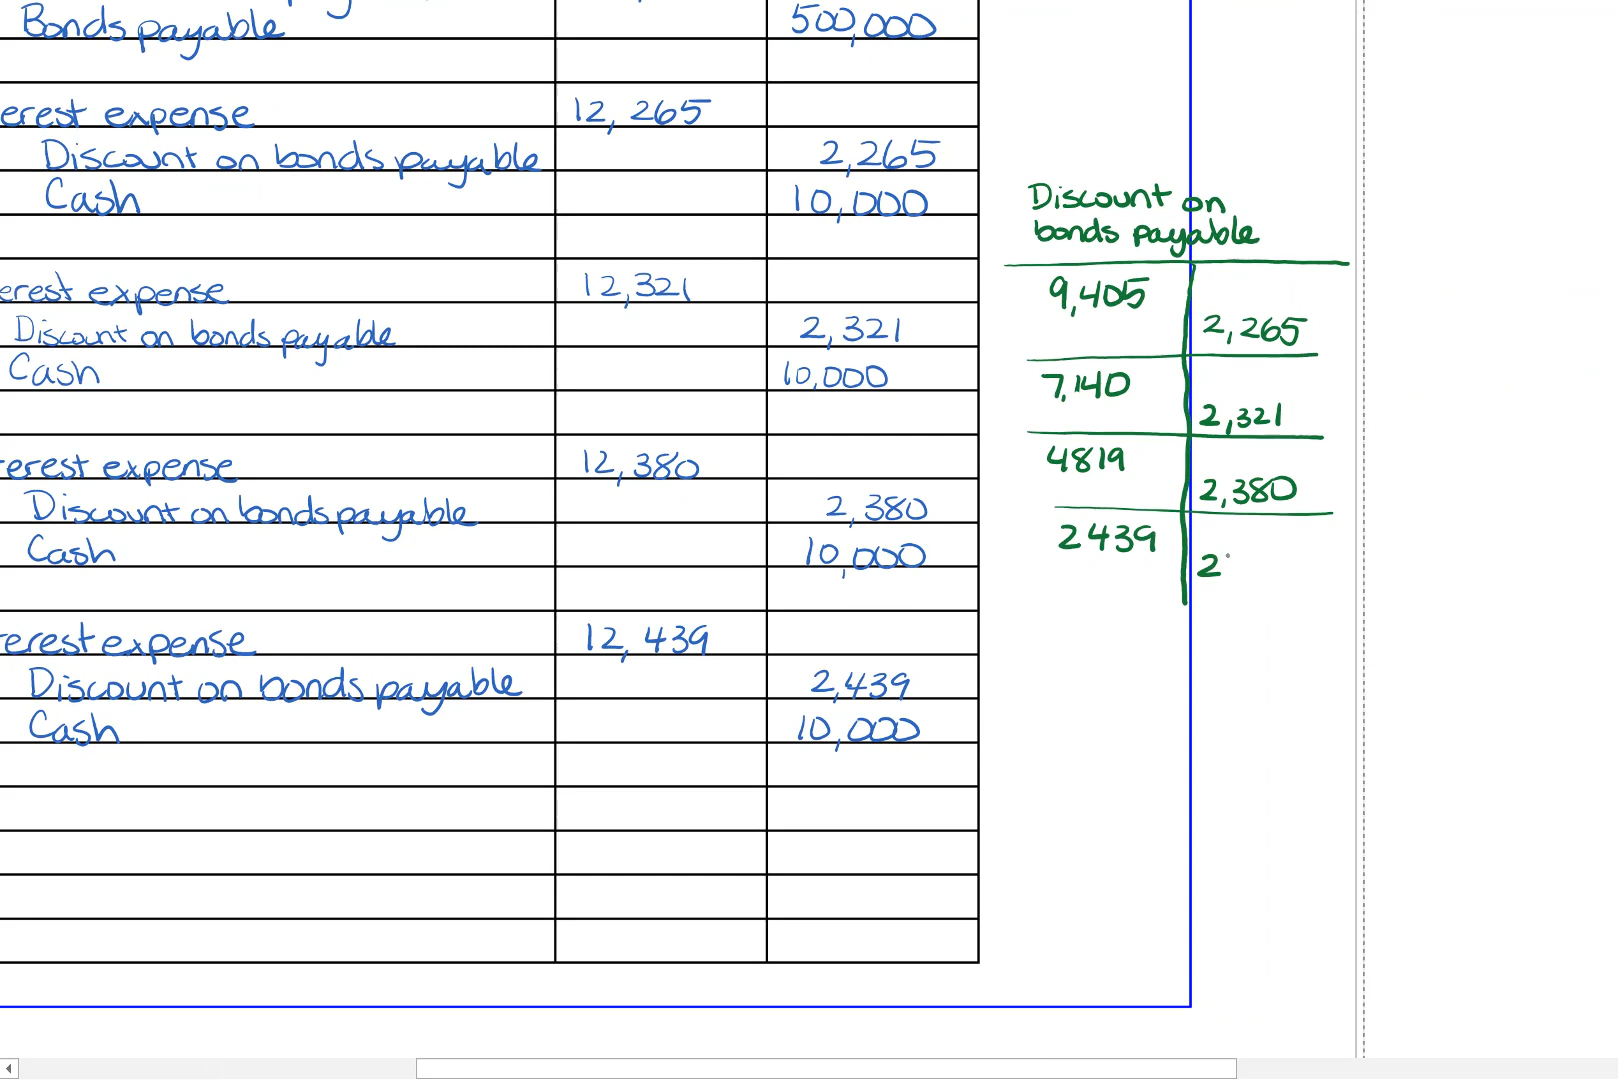 Bonds payable 500,000
erest expense 12,265
Discount on bonds payable 2,265
Cash 10,000
erest expense 12,321
Discount on bonds payable 2,321
Cash 10,000
erest expense 12,380
Discount on bonds payable 2,380
Cash 10,000
erest expense 12,439
Discount on bonds payable 2,439
Cash 10,000
Discount on
bonds payable
9,405
2,265
7,140
2,321
4819
2,380
2439
2